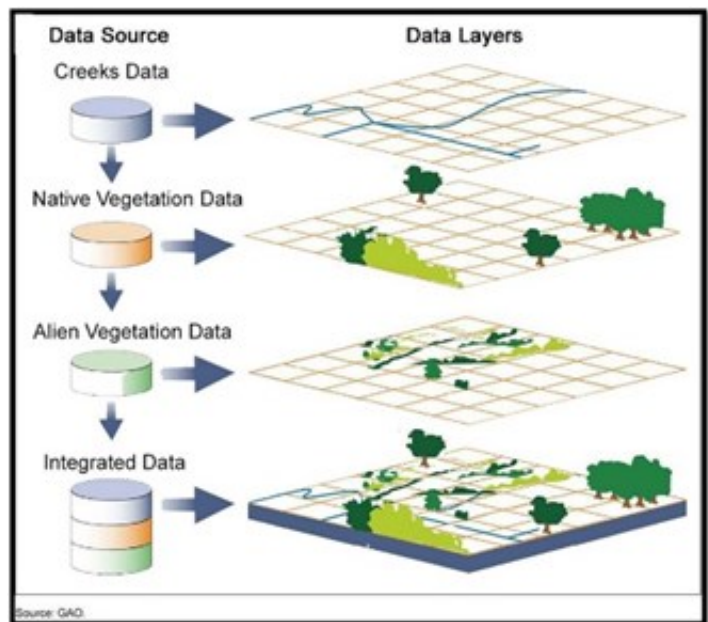 Data Source
Data Layers
Creeks Data
Native Vegetation Data
Alien Vegetation Data
Integrated Data
Source: GAO.